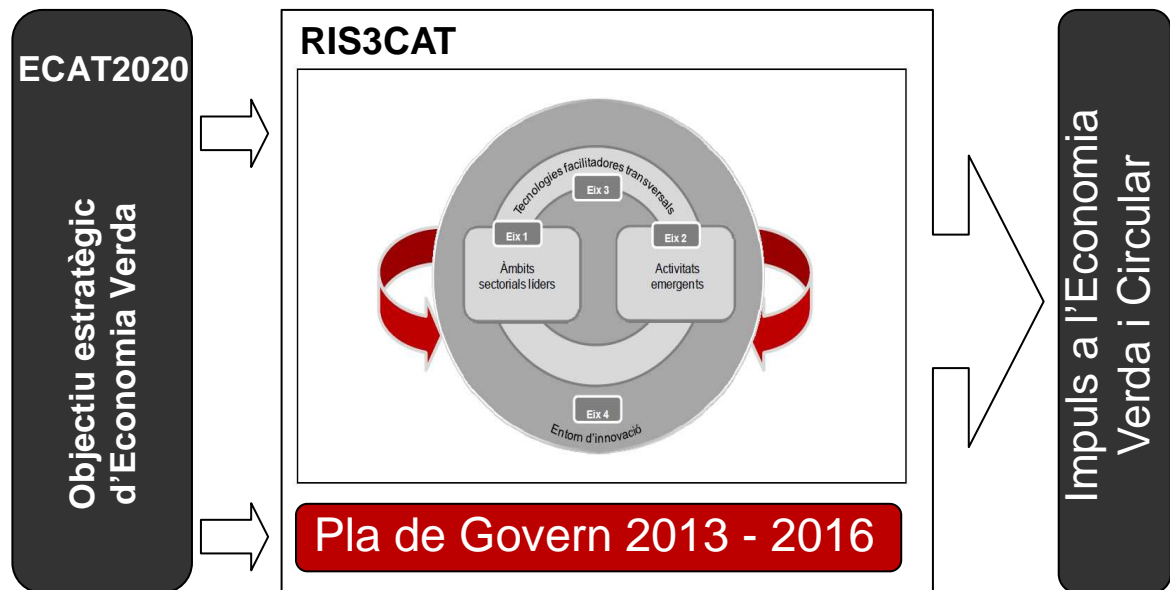 ECAT2020
Objectiu estratègic
d'Economia Verda
RIS3CAT
Tecnologies facilitadores transversals
Eix 3
Eix 1
Àmbits
sectorials líders
Eix 2
Activitats
emergents
Eix 4
Entorn d'innovació
Pla de Govern 2013 - 2016
Impuls a l'Economia
Verda i Circular